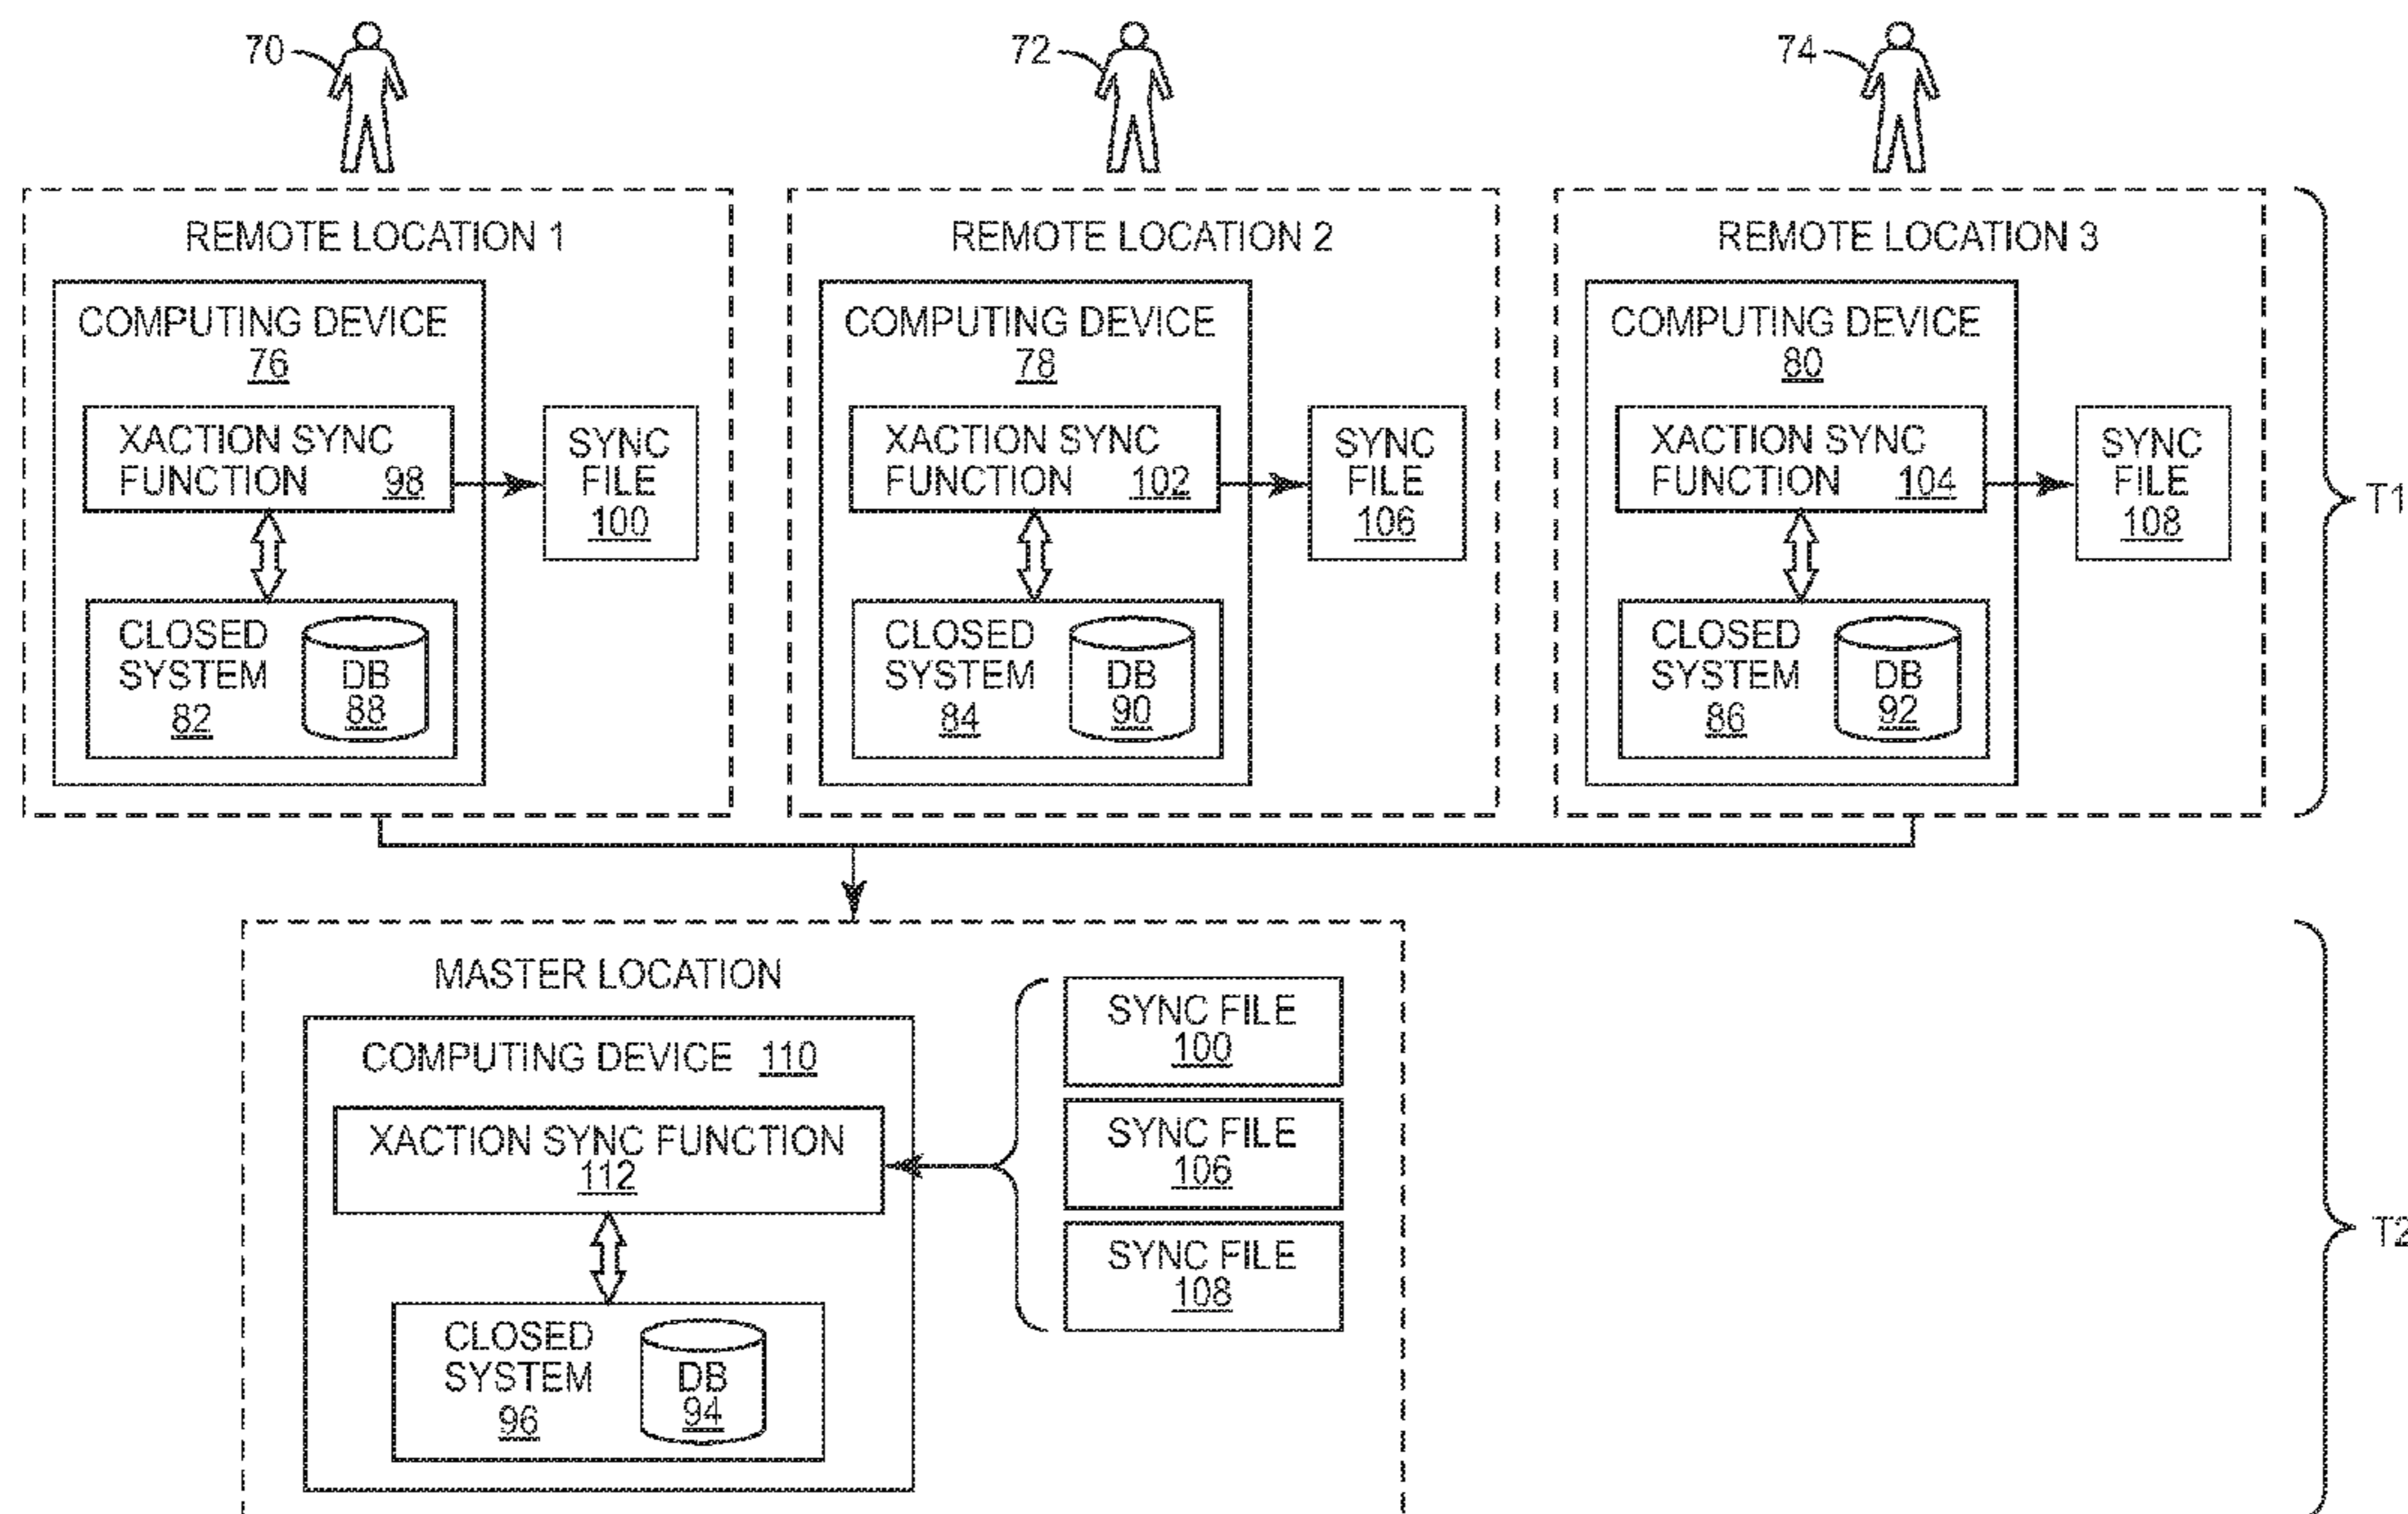 70
72
74
REMOTE LOCATION 1
COMPUTING DEVICE
76
XACTION SYNC
FUNCTION 98
SYNC
FILE
100
CLOSED
SYSTEM
82
DB
88
REMOTE LOCATION 2
COMPUTING DEVICE
78
XACTION SYNC
FUNCTION 102
SYNC
FILE
106
CLOSED
SYSTEM
84
DB
90
REMOTE LOCATION 3
COMPUTING DEVICE
80
XACTION SYNC
FUNCTION 104
SYNC
FILE
108
CLOSED
SYSTEM
86
DB
92
T1
MASTER LOCATION
COMPUTING DEVICE 110
XACTION SYNC FUNCTION
112
CLOSED
SYSTEM
96
DB
94
SYNC FILE
100
SYNC FILE
106
SYNC FILE
108
T2